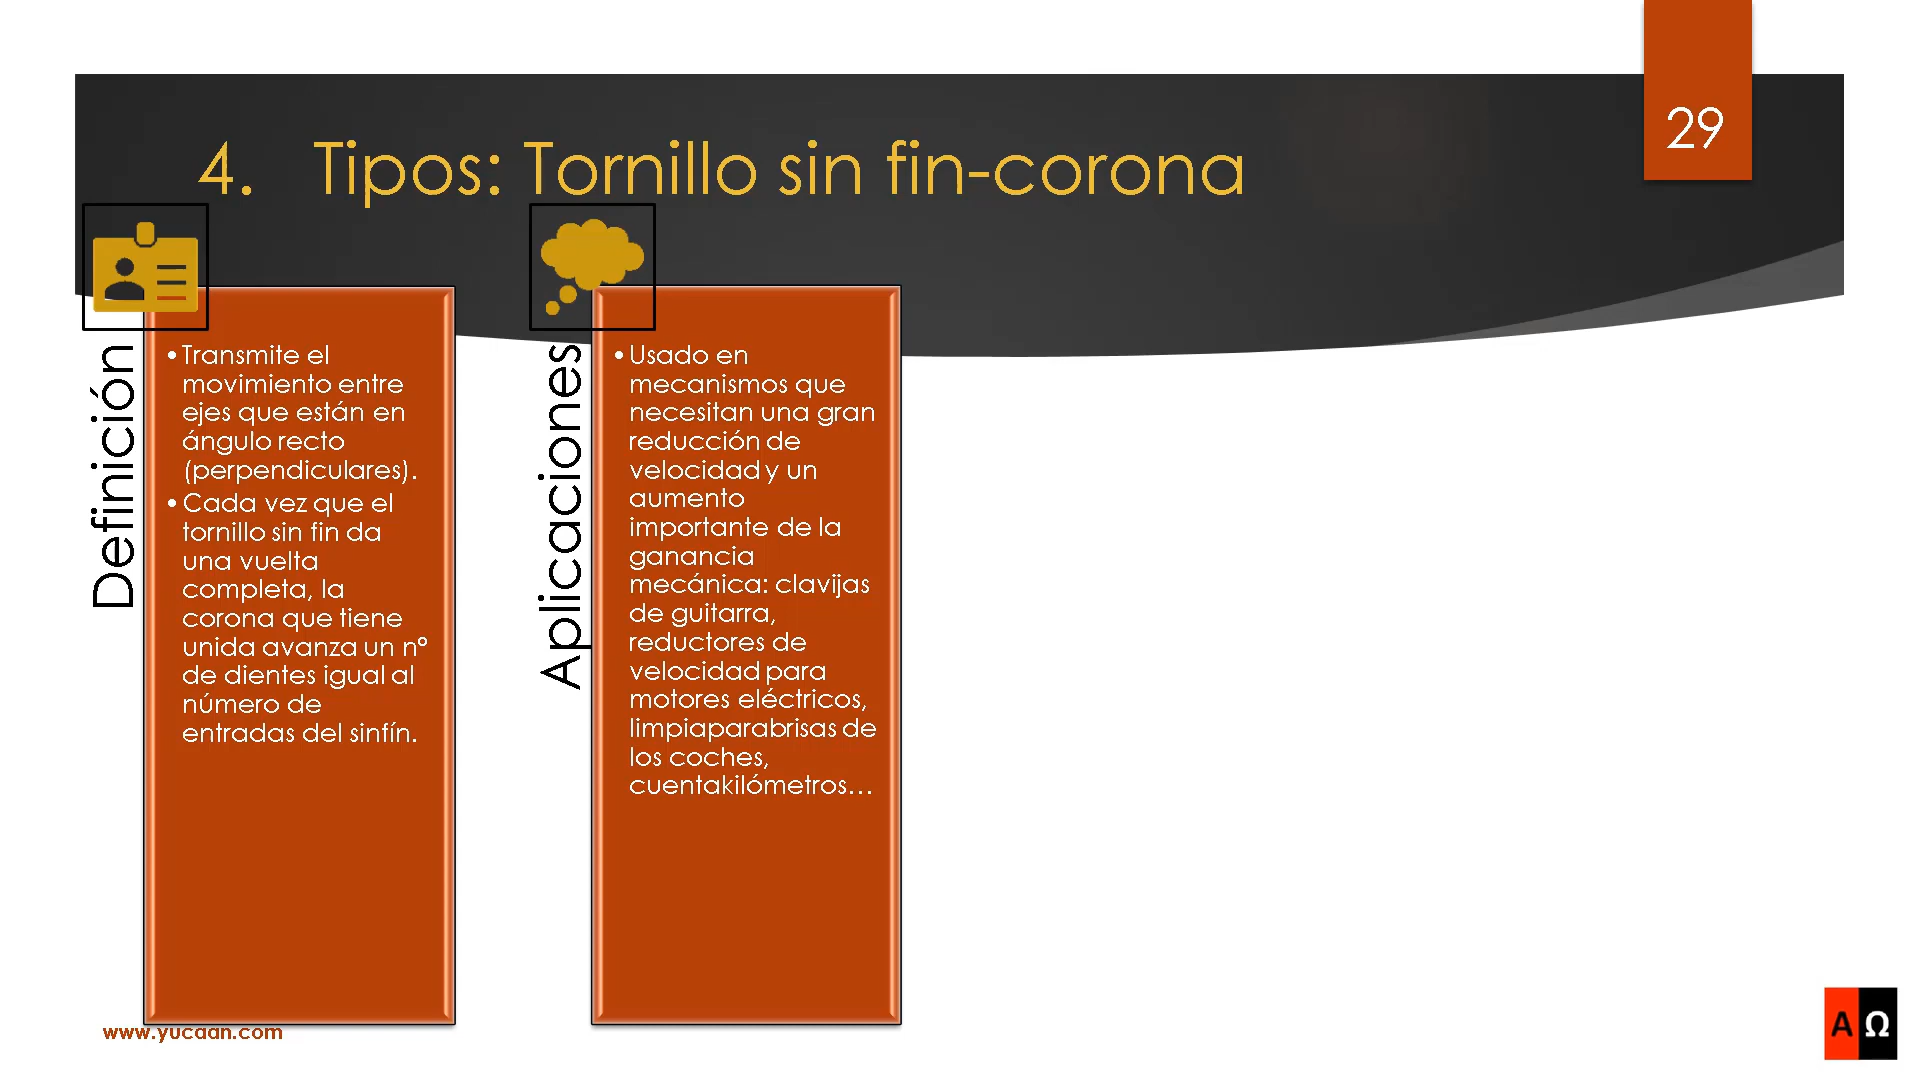 29
4. Tipos: Tornillo sin fin-corona
Definición
•Transmite el
movimiento entre
ejes que están en
ángulo recto
(perpendiculares).
•Cada vez que el
tornillo sin fin da
una vuelta
completa, la
corona que tiene
unida avanza un nº
de dientes igual al
número de
entradas del sinfín.
Aplicaciones
•Usado en
mecanismos que
necesitan una gran
reducción de
velocidad y un
aumento
importante de la
ganancia
mecánica: clavijas
de guitarra,
reductores de
velocidad para
motores eléctricos,
limpiaparabrisas de
los coches,
cuentakilómetros…
www.yucaan.com
A Ω